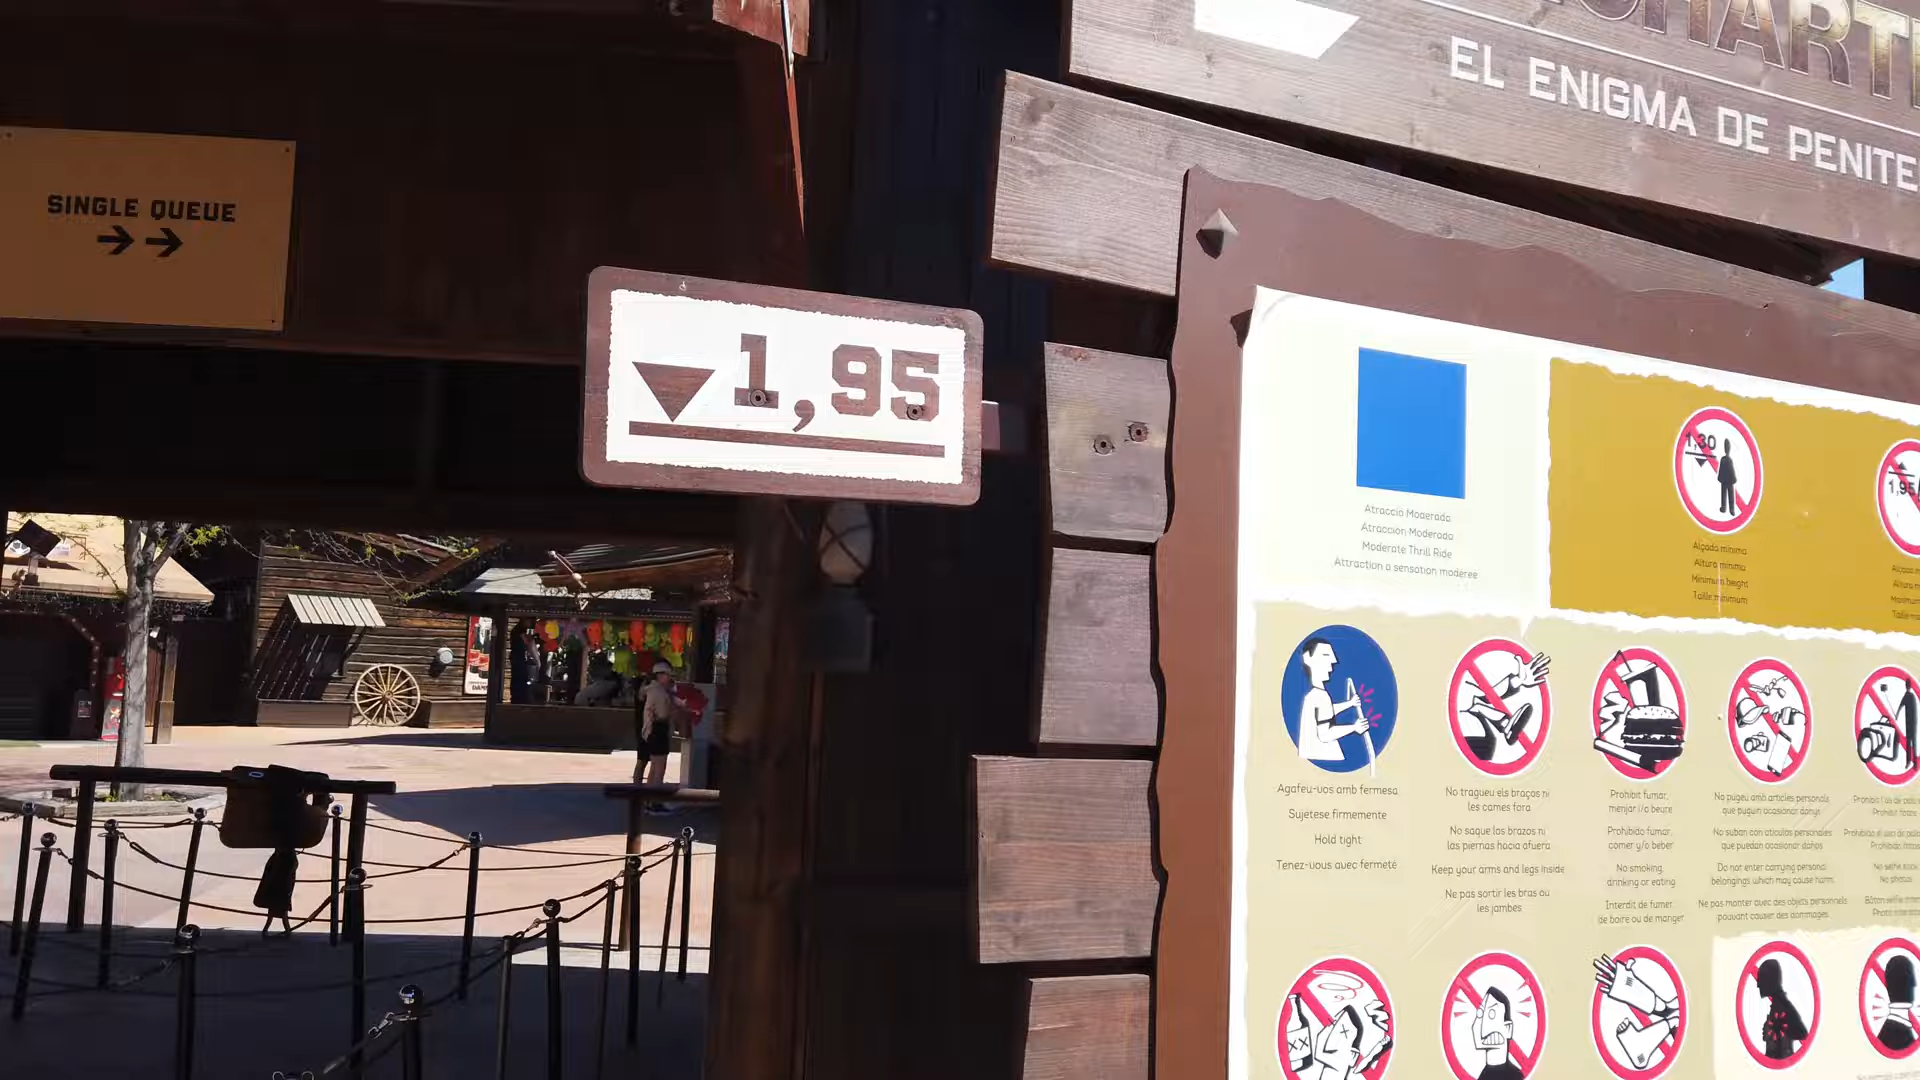 SINGLE QUEUE
1,95
EL ENIGMA DE PENITE
Atracció Moderada
Atracción Moderada
Moderate Thrill Ride
Attraction à sensation modérée
1,30
Alçada mínima
Altura mínima
Minimum height
Taille minimum
1,95
Agafeu-vos amb fermesa
Sujétese firmemente
Hold tight
Tenez-vous avec fermeté
No tragueu els braços ni
les cames fora
No saque los brazos ni
las piernas hacia afuera
Keep your arms and legs inside
Ne pas sortir les bras ou
les jambes
Prohibit fumar,
menjar i/o beure
Prohibido fumar,
comer y/o beber
No smoking,
drinking or eating
Interdit de fumer,
de boire ou de manger
No pugeu amb articles personals
que puguin ocasionar danys
No suban con artículos personales
que puedan ocasionar daños
Do not enter carrying personal
belongings which may cause harm
Ne pas monter avec des objets personnels
pouvant causer des dommages